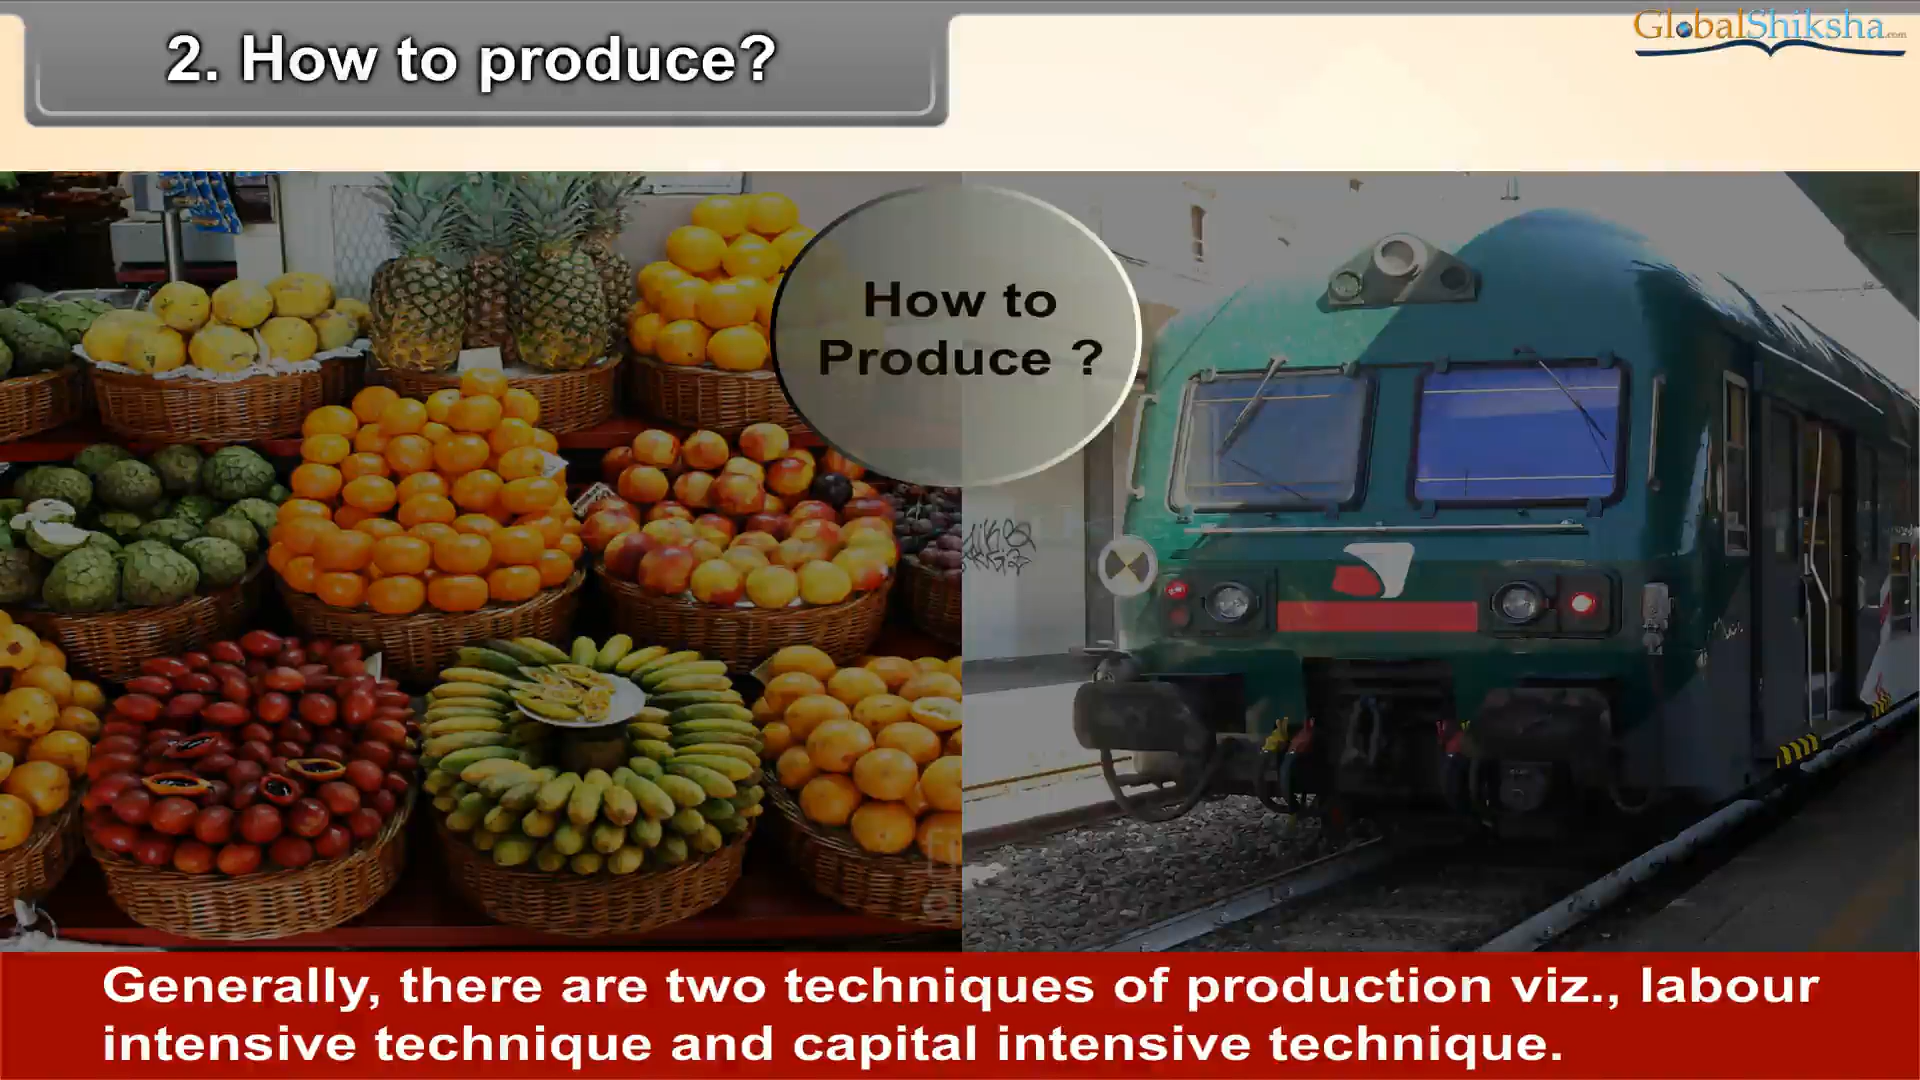 2. How to produce?
GlobalShiksha.com
How to
Produce ?
Generally, there are two techniques of production viz., labour
intensive technique and capital intensive technique.